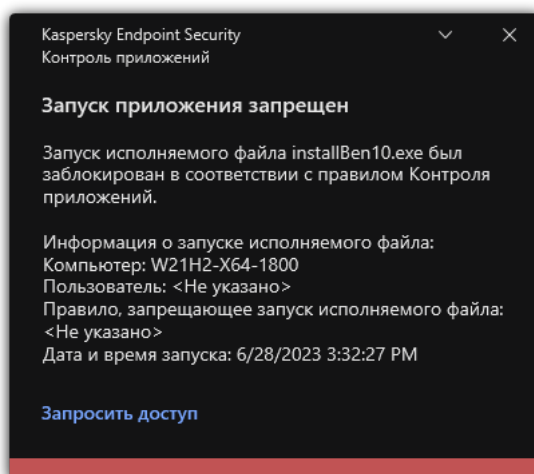 Kaspersky Endpoint Security
Контроль приложений
Запуск приложения запрещен
Запуск исполняемого файла installBen10.exe был
заблокирован в соответствии с правилом Контроля
приложений.
Информация о запуске исполняемого файла:
Компьютер: W21H2-X64-1800
Пользователь: <Не указано>
Правило, запрещающее запуск исполняемого файла:
<Не указано>
Дата и время запуска: 6/28/2023 3:32:27 PM
Запросить доступ